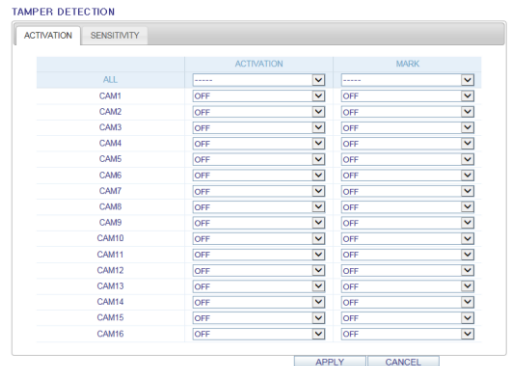 TAMPER DETECTION
ACTIVATION SENSITIVITY
ACTIVATION MARK
ALL ----- -----
CAM1 OFF OFF
CAM2 OFF OFF
CAM3 OFF OFF
CAM4 OFF OFF
CAM5 OFF OFF
CAM6 OFF OFF
CAM7 OFF OFF
CAM8 OFF OFF
CAM9 OFF OFF
CAM10 OFF OFF
CAM11 OFF OFF
CAM12 OFF OFF
CAM13 OFF OFF
CAM14 OFF OFF
CAM15 OFF OFF
CAM16 OFF OFF
APPLY CANCEL